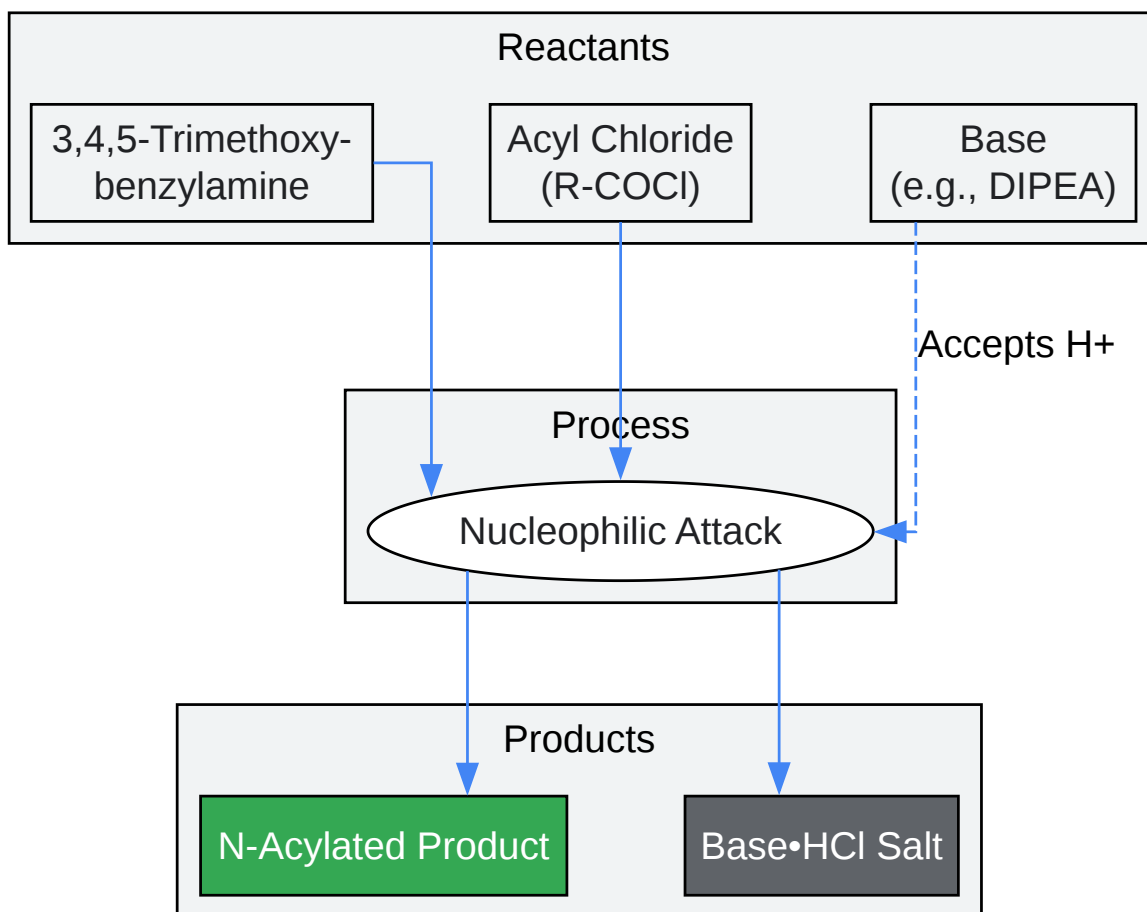 Reactants
3,4,5-Trimethoxy-
benzylamine
Acyl Chloride
(R-COCl)
Base
(e.g., DIPEA)
Accepts H+
Process
Nucleophilic Attack
Products
N-Acylated Product
Base•HCl Salt